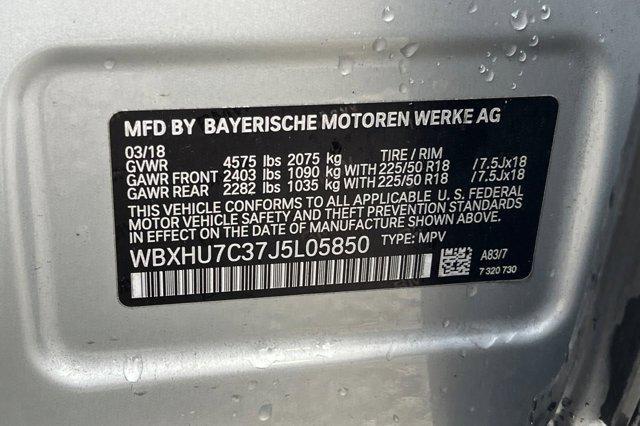 MFD BY BAYERISCHE MOTOREN WERKE AG
03/18
GVWR 4575 lbs 2075 kg TIRE / RIM
GAWR FRONT 2403 lbs 1090 kg WITH 225/50 R18 /7.5Jx18
GAWR REAR 2282 lbs 1035 kg WITH 225/50 R18 /7.5Jx18
THIS VEHICLE CONFORMS TO ALL APPLICABLE U.S. FEDERAL
MOTOR VEHICLE SAFETY, BUMPER, AND THEFT PREVENTION
STANDARDS IN EFFECT ON THE DATE OF MANUFACTURE SHOWN ABOVE.
WBXHU7C37J5L05850 TYPE: MPV
A83/7
7 320 730